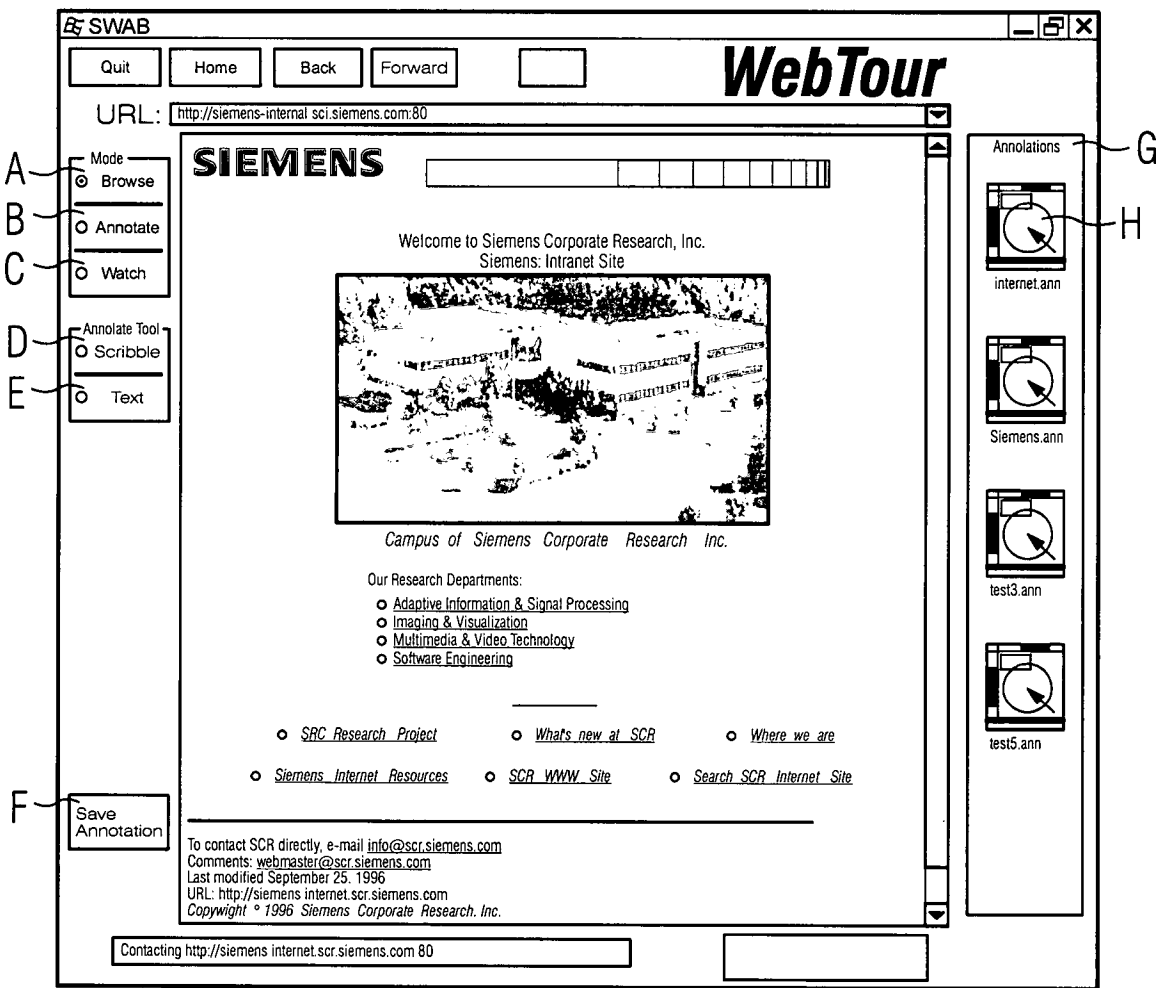 SWAB
Quit Home Back Forward
WebTour
URL: http://siemens-internal sci.siemens.com:80
Mode
A Browse
B Annotate
C Watch
Annolate Tool
D Scribble
E Text
F Save
Annotation
SIEMENS
Welcome to Siemens Corporate Research, Inc.
Siemens: Intranet Site
Campus of Siemens Corporate Research Inc.
Our Research Departments:
Adaptive Information & Signal Processing
Imaging & Visualization
Multimedia & Video Technology
Software Engineering
SRC Research Project What's new at SCR Where we are
Siemens Internet Resources SCR WWW Site Search SCR Internet Site
To contact SCR directly, e-mail info@scr.siemens.com
Comments: webmaster@scr.siemens.com
Last modified September 25. 1996
URL: http://siemens internet.scr.siemens.com
Copywight ° 1996 Siemens Corporate Research. Inc.
Annolations G
H
internet.ann
Siemens.ann
test3.ann
test5.ann
Contacting http://siemens internet.scr.siemens.com 80